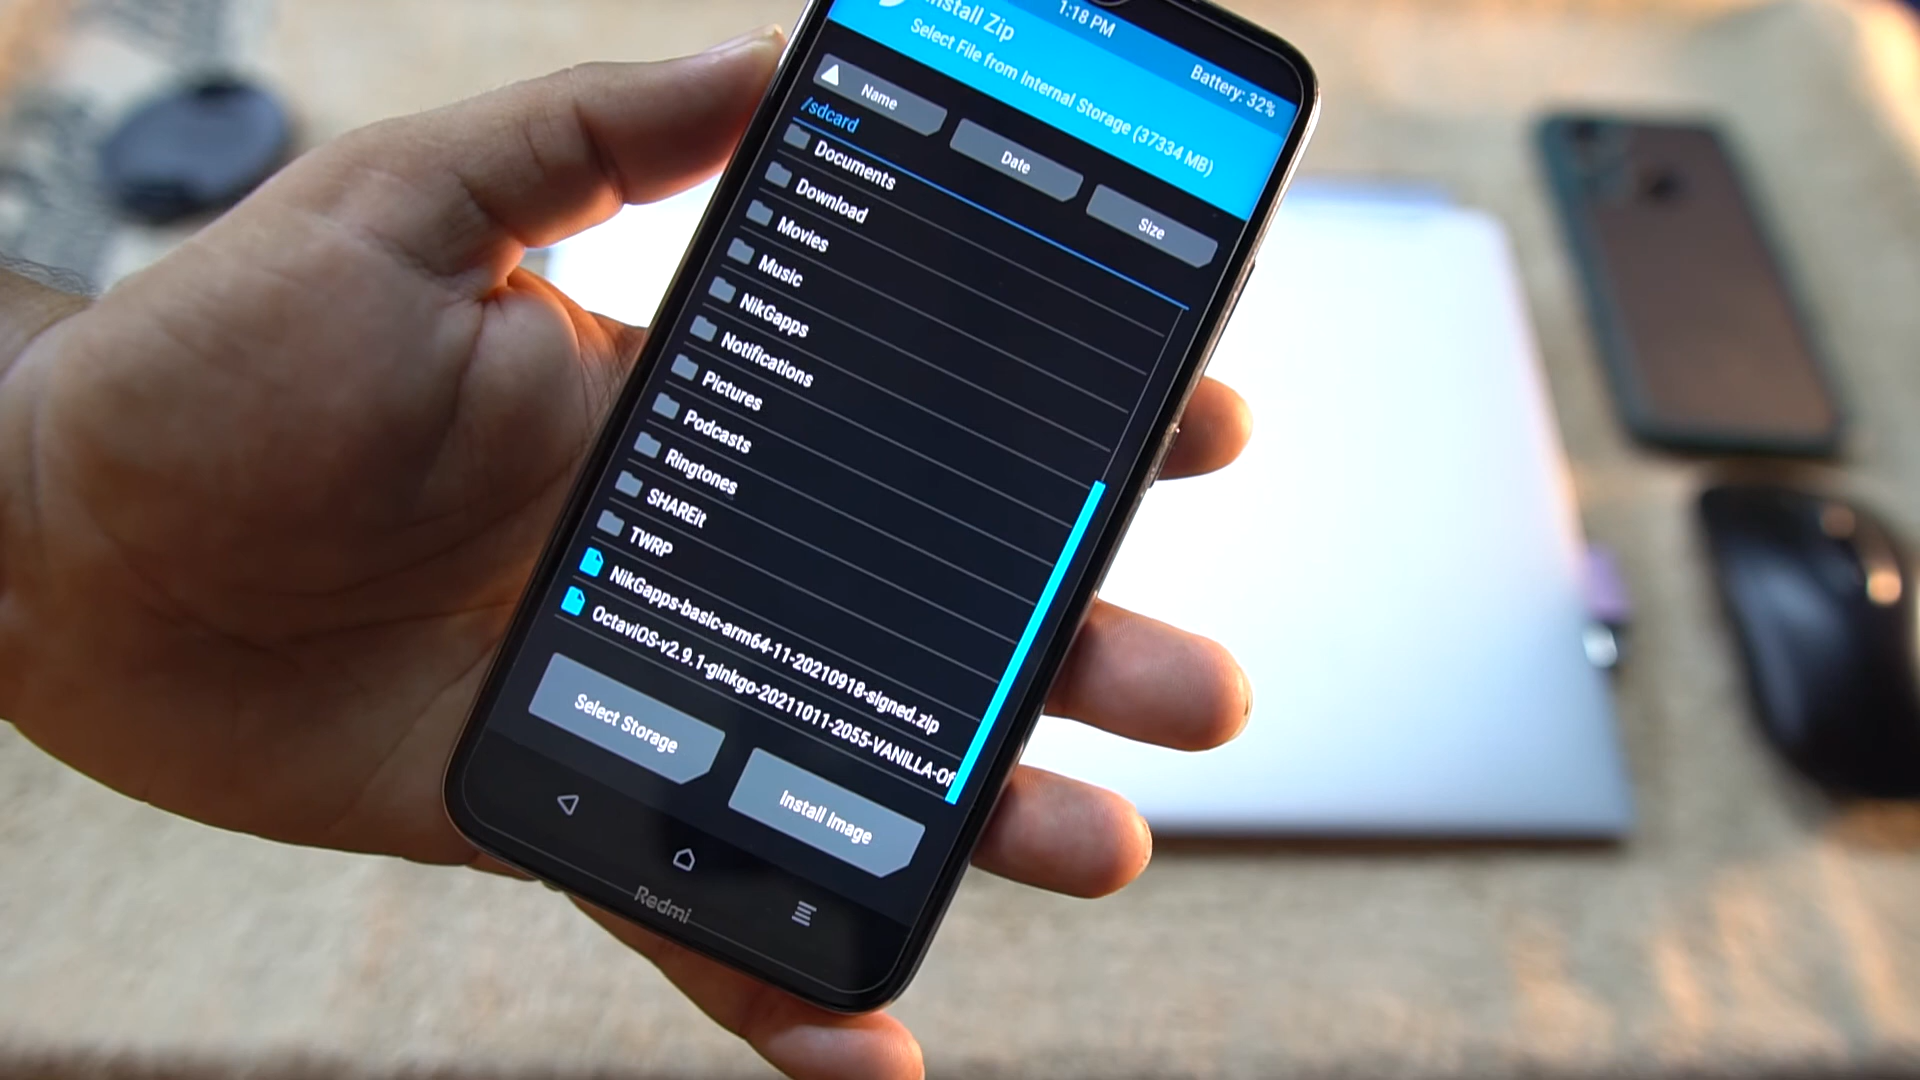 1:18 PM
Install Zip
Battery: 32%
Select File from Internal Storage (37334 MB)
Name
Date
Size
/sdcard
Documents
Download
Movies
Music
NikGapps
Notifications
Pictures
Podcasts
Ringtones
SHAREit
TWRP
NikGapps-basic-arm64-11-20210918-signed.zip
OctaviOS-v2.9.1-ginkgo-20211011-2055-VANILLA-Of
Select Storage
Install Image
Redmi